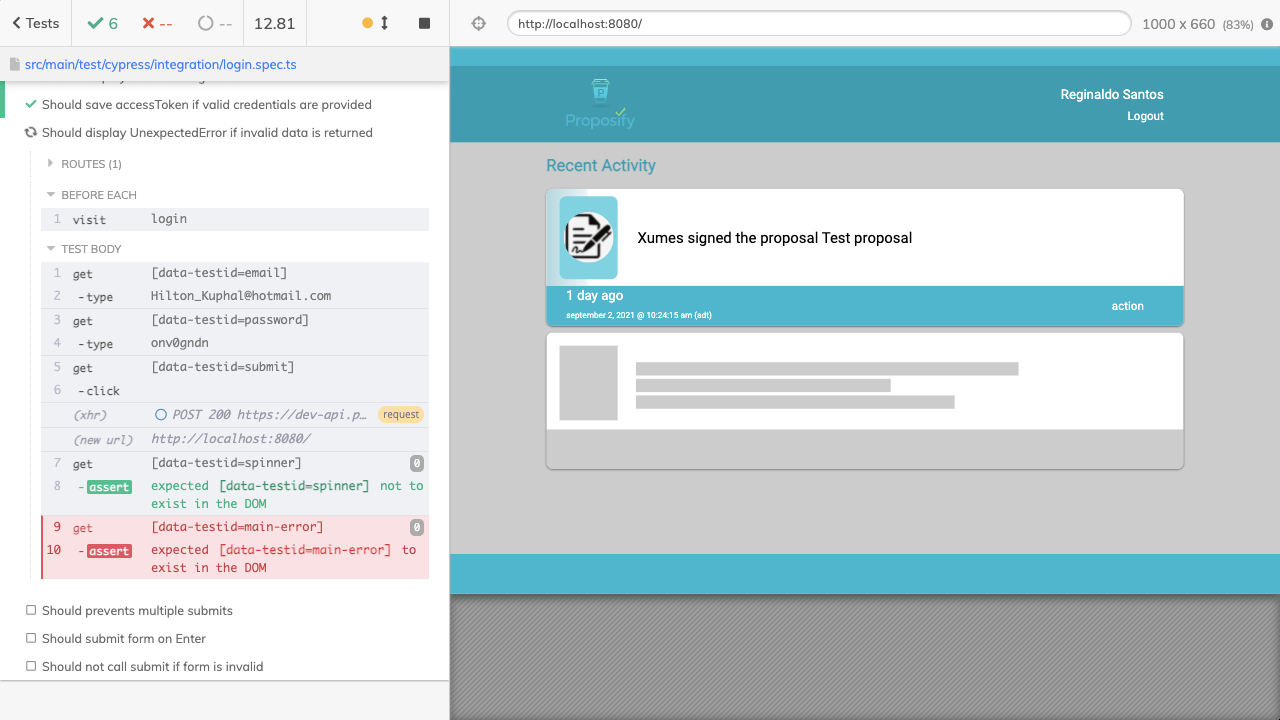 Tests
6
--
--
12.81
http://localhost:8080/
1000 x 660 (83%)
src/main/test/cypress/integration/login.spec.ts
Should save accessToken if valid credentials are provided
Should display UnexpectedError if invalid data is returned
ROUTES (1)
BEFORE EACH
1 visit login
TEST BODY
1 get [data-testid=email]
2 -type Hilton_Kuphal@hotmail.com
3 get [data-testid=password]
4 -type onv0gndn
5 get [data-testid=submit]
6 -click
(xhr) POST 200 https://dev-api.p… request
(new url) http://localhost:8080/
7 get [data-testid=spinner] 0
8 -assert expected [data-testid=spinner] not to
exist in the DOM
9 get [data-testid=main-error] 0
10 -assert expected [data-testid=main-error] to
exist in the DOM
Should prevents multiple submits
Should submit form on Enter
Should not call submit if form is invalid
Proposify
Reginaldo Santos
Logout
Recent Activity
Xumes signed the proposal Test proposal
1 day ago
september 2, 2021 @ 10:24:15 am (adt)
action